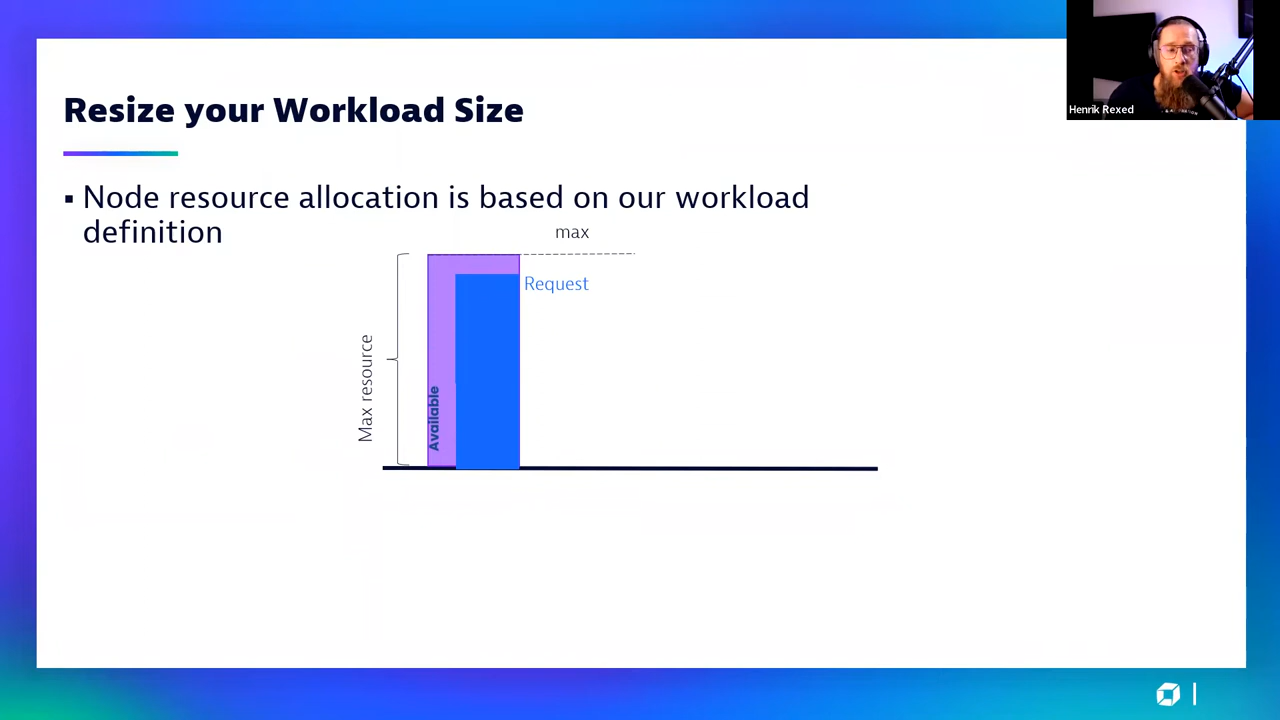 Resize your Workload Size
Henrik Rexed
▪ Node resource allocation is based on our workload
definition
max
Request
Max resource
Available